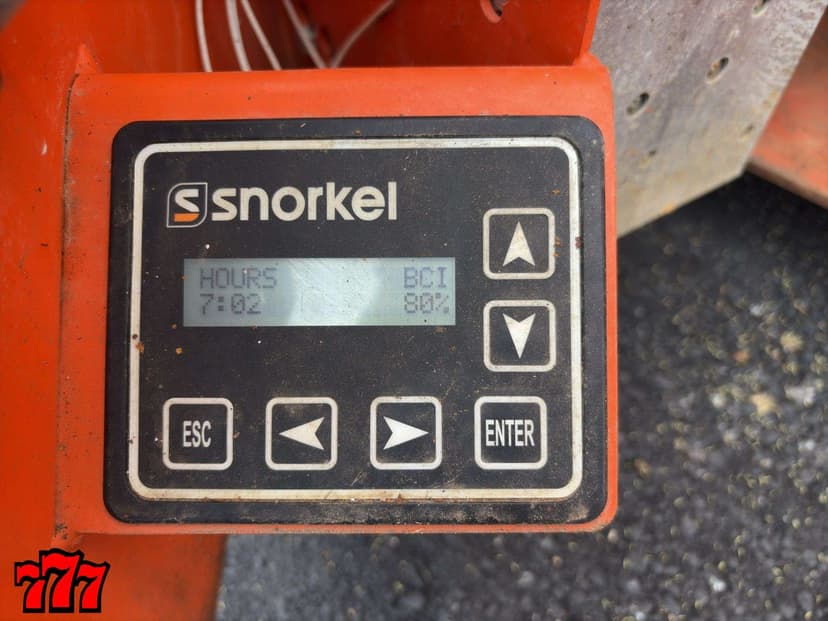 snorkel
HOURS BCI
7:02 80%
ESC
ENTER
777